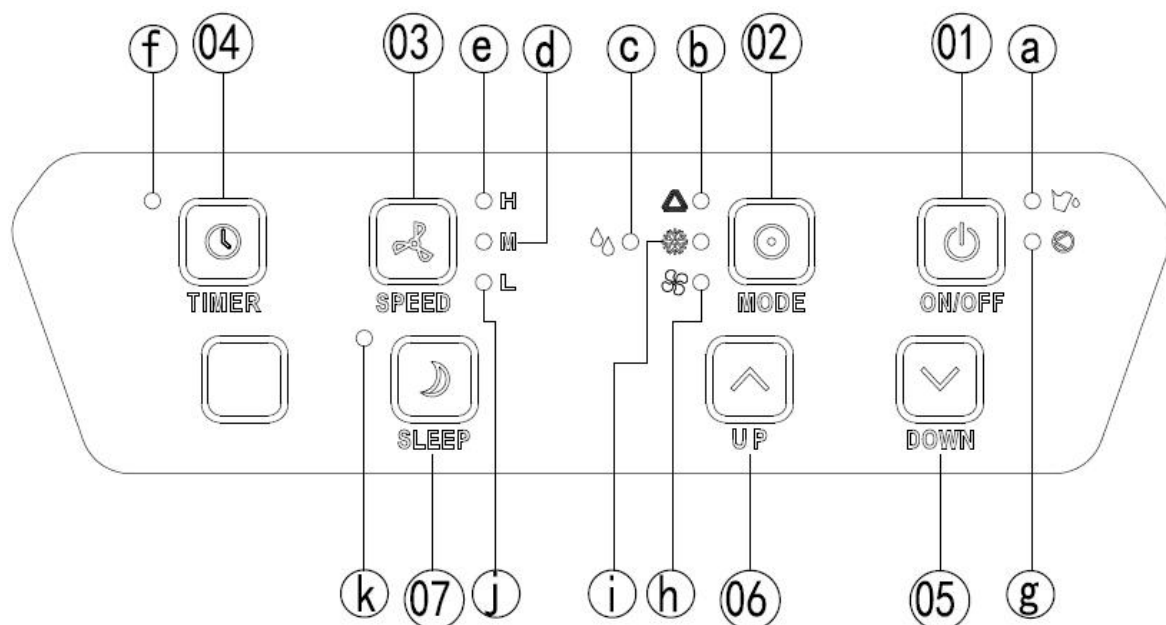 f 04 03 e d c b 02 01 a
H
M
L
TIMER SPEED MODE ON/OFF
SLEEP UP DOWN
k 07 j i h 06 05 g